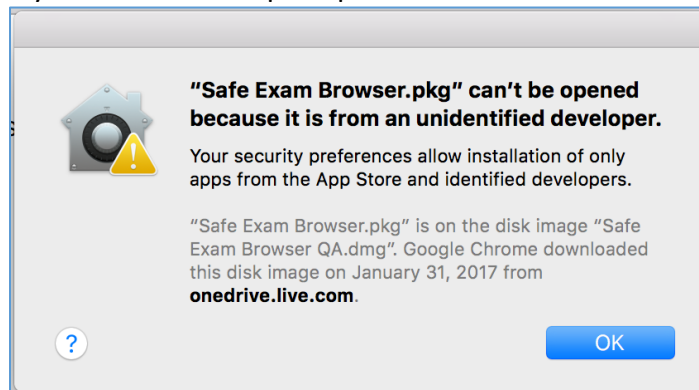 “Safe Exam Browser.pkg” can’t be opened
because it is from an unidentified developer.
Your security preferences allow installation of only
apps from the App Store and identified developers.
“Safe Exam Browser.pkg” is on the disk image “Safe
Exam Browser QA.dmg”. Google Chrome downloaded
this disk image on January 31, 2017 from
onedrive.live.com.
?
OK